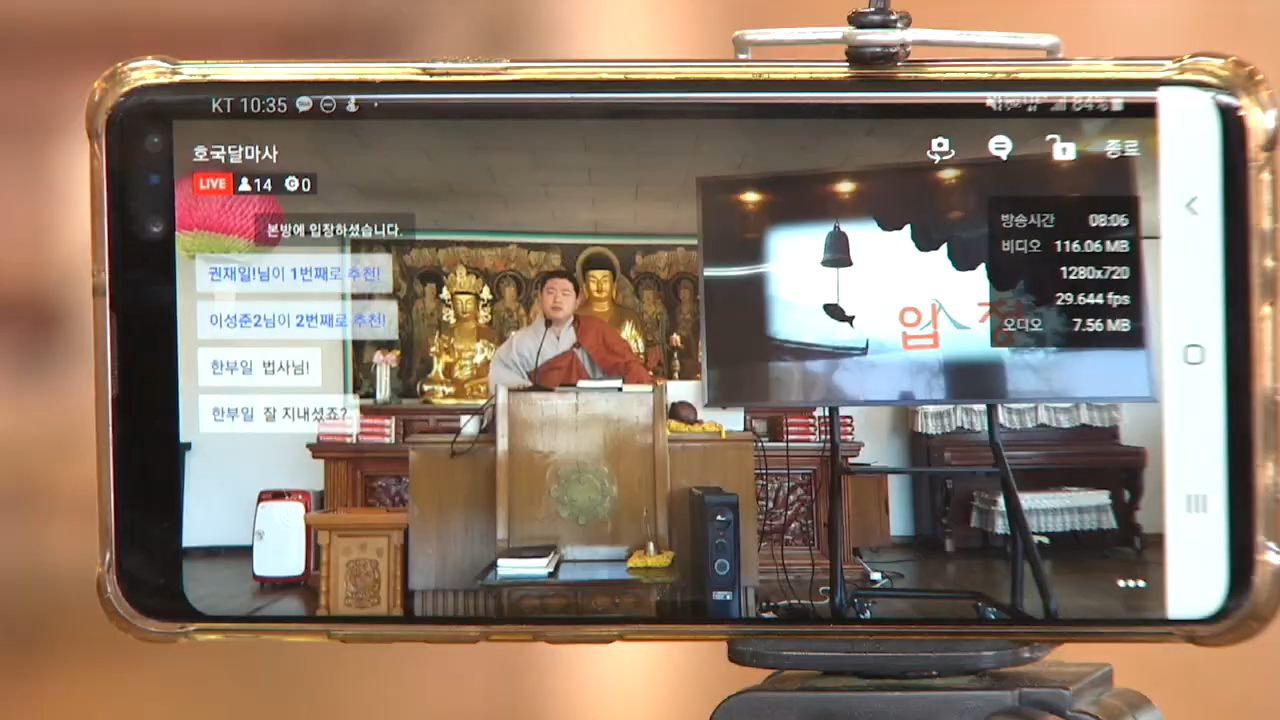 KT 10:35
84%
호국달마사
종료
LIVE 14 0
본방에 입장하셨습니다.
방송시간 08:06
비디오 116.06 MB
1280x720
29.644 fps
오디오 7.56 MB
권재일!님이 1번째로 추천!
이성준2님이 2번째로 추천!
한부일 법사님!
한부일 잘 지내셨죠?
입 정